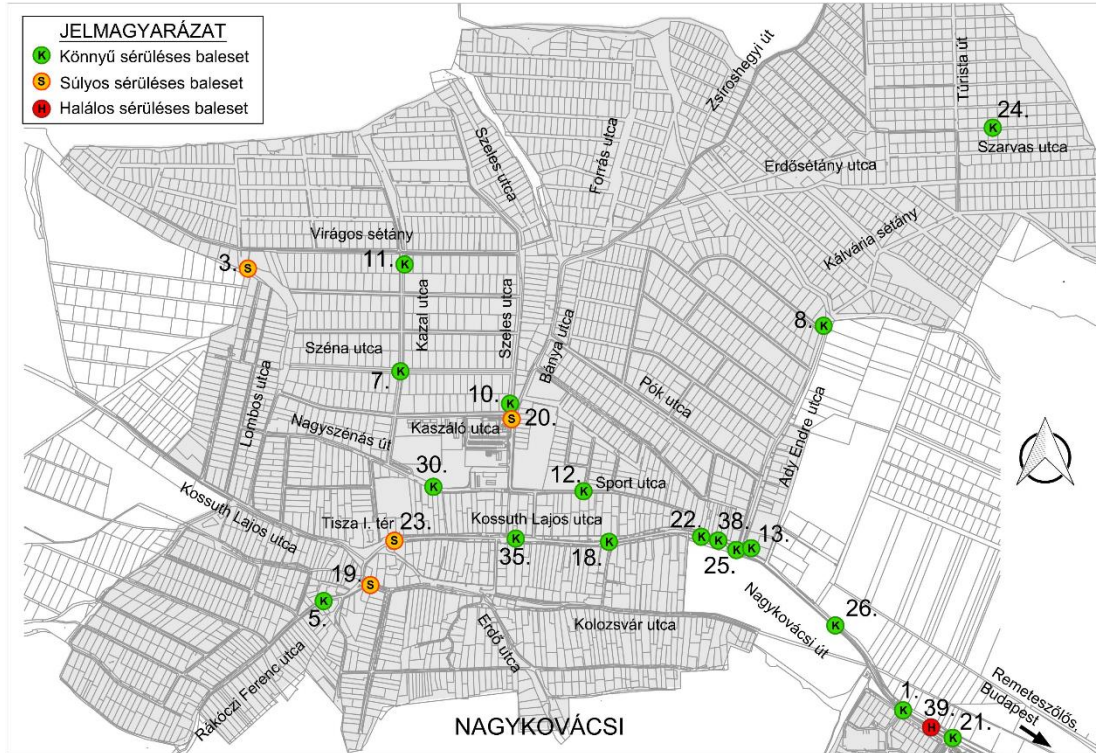 JELMAGYARÁZAT
K Könnyű sérüléses baleset
S Súlyos sérüléses baleset
H Halálos sérüléses baleset
Zsíroshegyi út
Túrista út
24.
K
Szarvas utca
Szeles utca
Forrás utca
Erdősétány utca
Kálvária sétány
Virágos sétány
3. S
11. K
Kazal utca
Szeles utca
Bánya utca
8. K
Széna utca
7. K
Pók utca
Lombos utca
Nagyszénás út
10. K
Kaszáló utca
S 20.
Ady Endre utca
30. K
12. K
Sport utca
Kossuth Lajos utca
Tisza I. tér
23. S
Kossuth Lajos utca
35. K
18. K
22. K
38. K
25. K
K 13.
19. S
5. K
Rákóczi Ferenc utca
Erdő utca
Kolozsvár utca
Nagykovácsi út
26. K
Remeteszőlős,
Budapest
1. K
39. H
21. K
NAGYKOVÁCSI